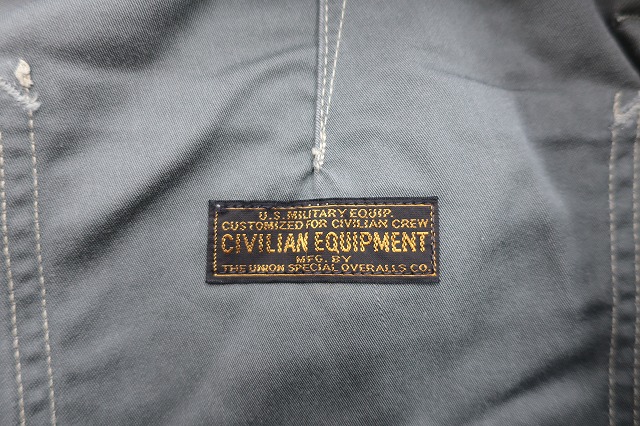 U.S. MILITARY EQUIP.
CUSTOMIZED FOR CIVILIAN CREW
CIVILIAN EQUIPMENT
MFG. BY
THE UNION SPECIAL OVERALLS CO.